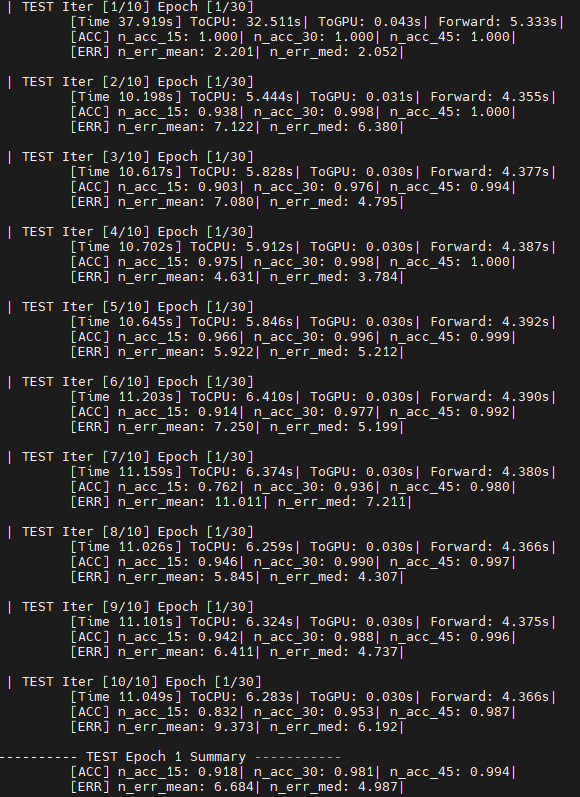 | TEST Iter [1/10] Epoch [1/30]
[Time 37.919s] ToCPU: 32.511s| ToGPU: 0.043s| Forward: 5.333s|
[ACC] n_acc_15: 1.000| n_acc_30: 1.000| n_acc_45: 1.000|
[ERR] n_err_mean: 2.201| n_err_med: 2.052|
| TEST Iter [2/10] Epoch [1/30]
[Time 10.198s] ToCPU: 5.444s| ToGPU: 0.031s| Forward: 4.355s|
[ACC] n_acc_15: 0.938| n_acc_30: 0.998| n_acc_45: 1.000|
[ERR] n_err_mean: 7.122| n_err_med: 6.380|
| TEST Iter [3/10] Epoch [1/30]
[Time 10.617s] ToCPU: 5.828s| ToGPU: 0.030s| Forward: 4.377s|
[ACC] n_acc_15: 0.903| n_acc_30: 0.976| n_acc_45: 0.994|
[ERR] n_err_mean: 7.080| n_err_med: 4.795|
| TEST Iter [4/10] Epoch [1/30]
[Time 10.702s] ToCPU: 5.912s| ToGPU: 0.030s| Forward: 4.387s|
[ACC] n_acc_15: 0.975| n_acc_30: 0.998| n_acc_45: 1.000|
[ERR] n_err_mean: 4.631| n_err_med: 3.784|
| TEST Iter [5/10] Epoch [1/30]
[Time 10.645s] ToCPU: 5.846s| ToGPU: 0.030s| Forward: 4.392s|
[ACC] n_acc_15: 0.966| n_acc_30: 0.996| n_acc_45: 0.999|
[ERR] n_err_mean: 5.922| n_err_med: 5.212|
| TEST Iter [6/10] Epoch [1/30]
[Time 11.203s] ToCPU: 6.410s| ToGPU: 0.030s| Forward: 4.390s|
[ACC] n_acc_15: 0.914| n_acc_30: 0.977| n_acc_45: 0.992|
[ERR] n_err_mean: 7.250| n_err_med: 5.199|
| TEST Iter [7/10] Epoch [1/30]
[Time 11.159s] ToCPU: 6.374s| ToGPU: 0.030s| Forward: 4.380s|
[ACC] n_acc_15: 0.762| n_acc_30: 0.936| n_acc_45: 0.980|
[ERR] n_err_mean: 11.011| n_err_med: 7.211|
| TEST Iter [8/10] Epoch [1/30]
[Time 11.026s] ToCPU: 6.259s| ToGPU: 0.030s| Forward: 4.366s|
[ACC] n_acc_15: 0.946| n_acc_30: 0.990| n_acc_45: 0.997|
[ERR] n_err_mean: 5.845| n_err_med: 4.307|
| TEST Iter [9/10] Epoch [1/30]
[Time 11.101s] ToCPU: 6.324s| ToGPU: 0.030s| Forward: 4.375s|
[ACC] n_acc_15: 0.942| n_acc_30: 0.988| n_acc_45: 0.996|
[ERR] n_err_mean: 6.411| n_err_med: 4.737|
| TEST Iter [10/10] Epoch [1/30]
[Time 11.049s] ToCPU: 6.283s| ToGPU: 0.030s| Forward: 4.366s|
[ACC] n_acc_15: 0.832| n_acc_30: 0.953| n_acc_45: 0.987|
[ERR] n_err_mean: 9.373| n_err_med: 6.192|
---------- TEST Epoch 1 Summary -----------
[ACC] n_acc_15: 0.918| n_acc_30: 0.981| n_acc_45: 0.994|
[ERR] n_err_mean: 6.684| n_err_med: 4.987|